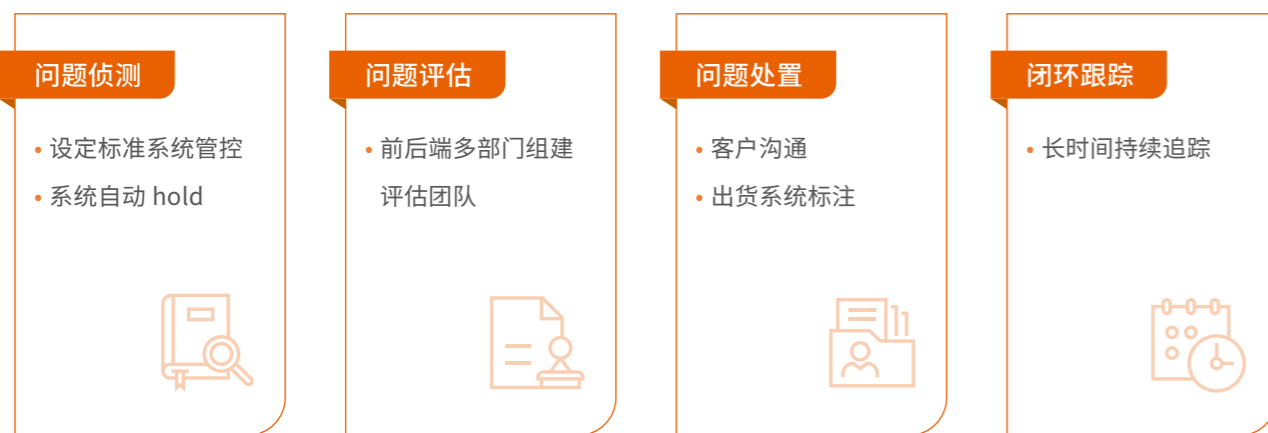 问题侦测
• 设定标准系统管控
• 系统自动 hold
问题评估
• 前后端多部门组建
评估团队
问题处置
• 客户沟通
• 出货系统标注
闭环跟踪
• 长时间持续追踪